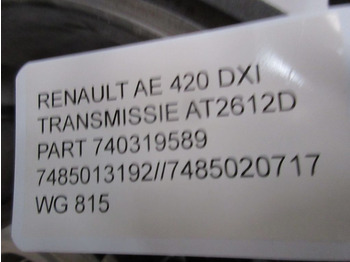 RENAULT AE 420 DXI
TRANSMISSIE AT2612D
PART 740319589
7485013192//7485020717
WG 815